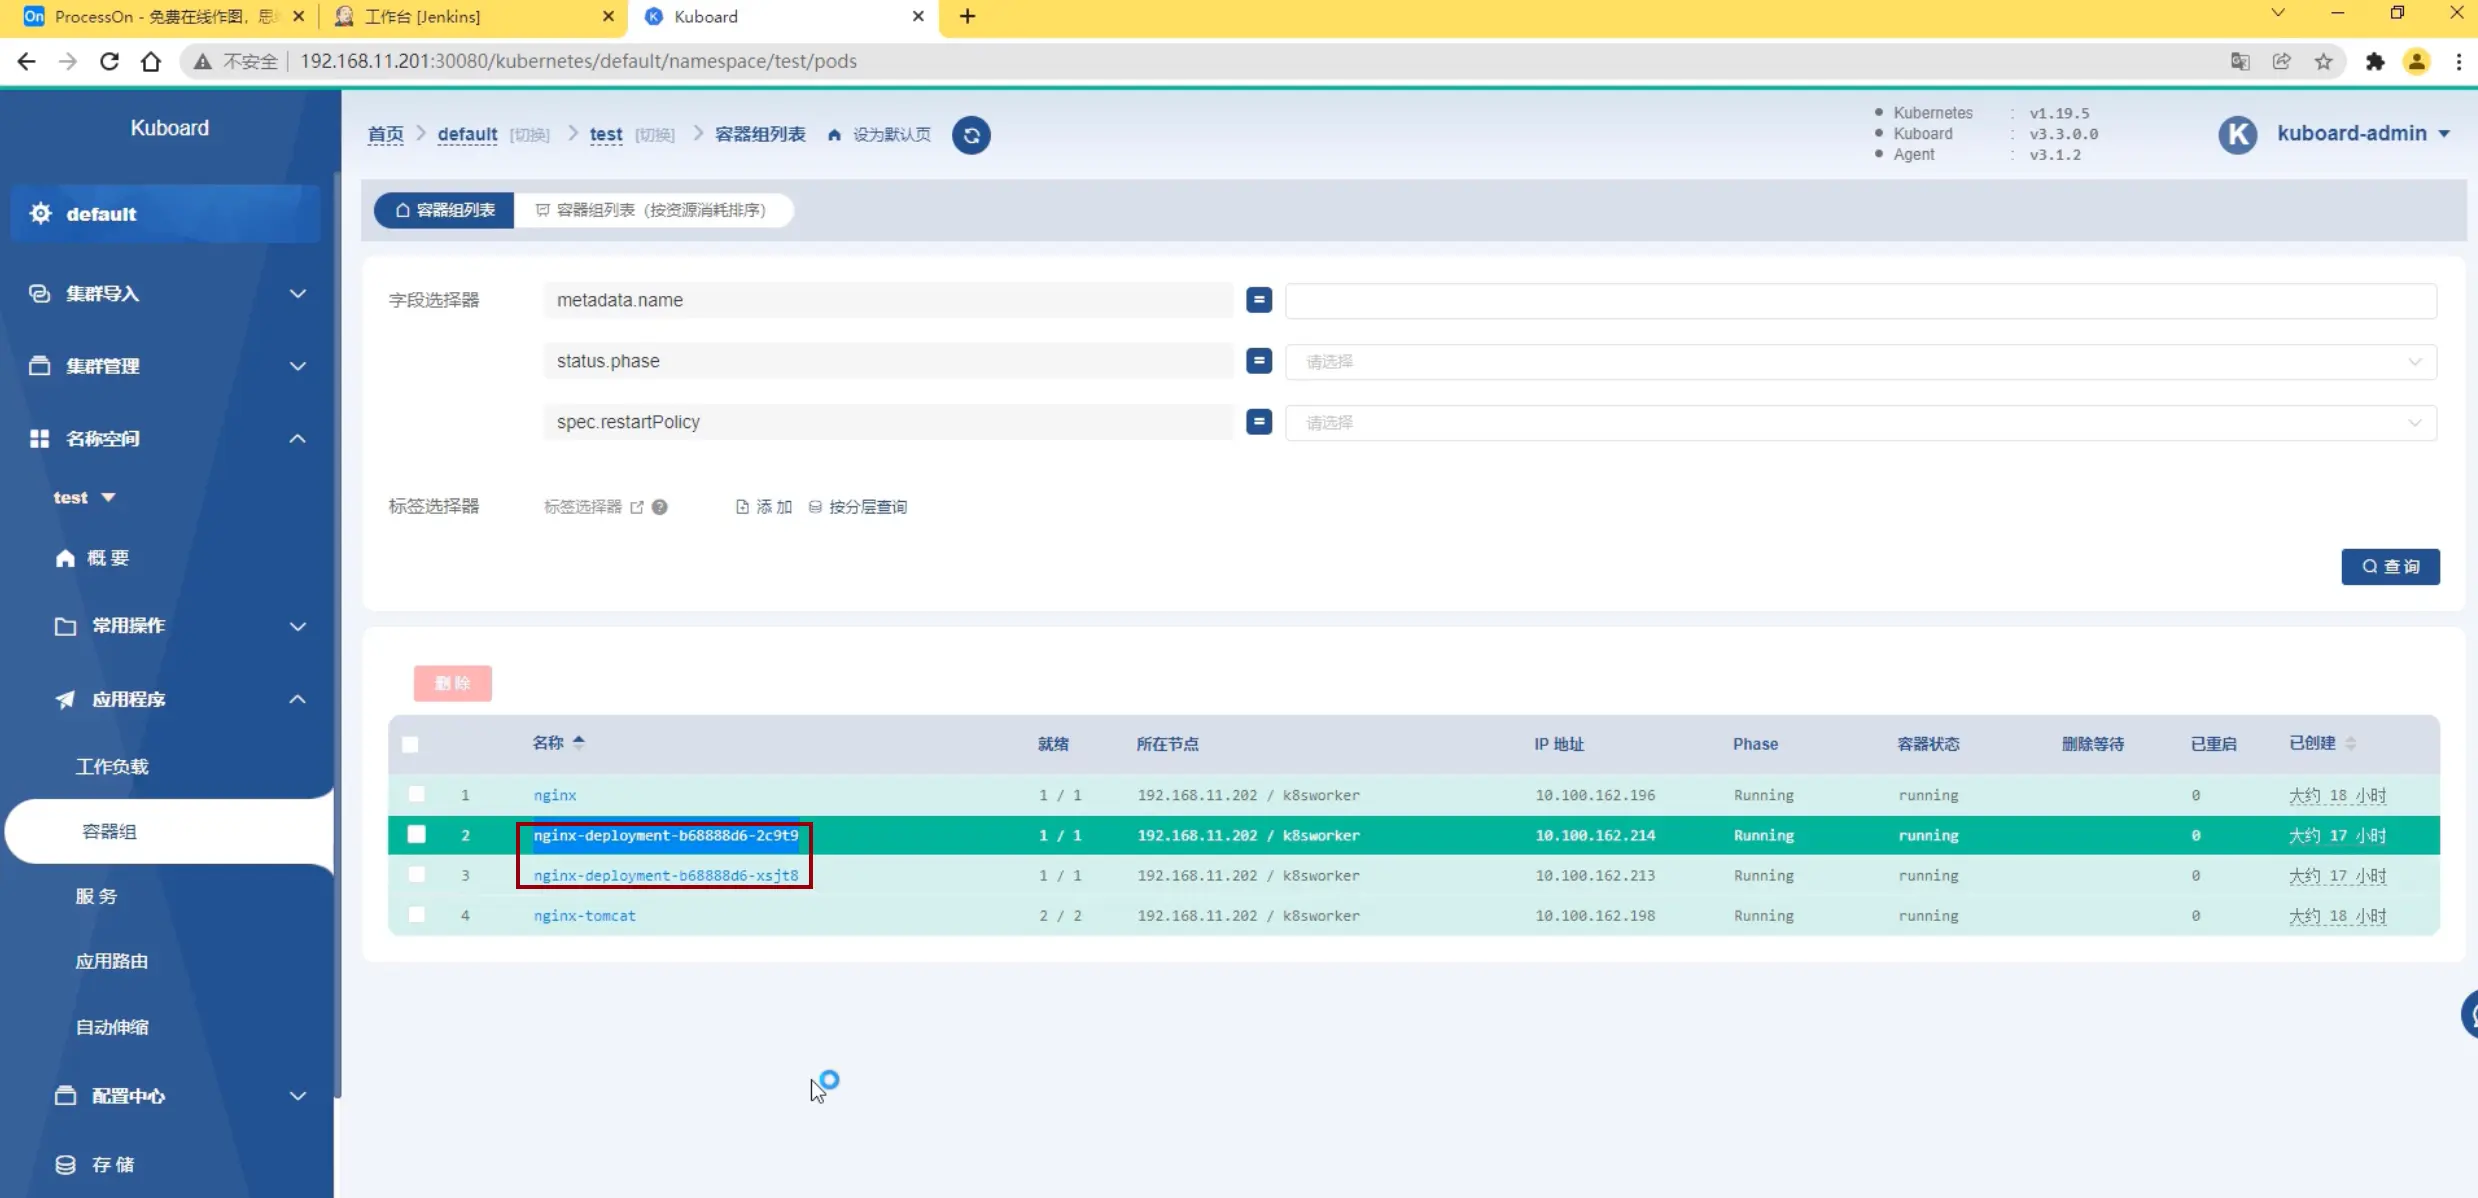 On ProcessOn - 免费在线作图，思
工作台 [Jenkins]
Kuboard
不安全 192.168.11.201:30080/kubernetes/default/namespace/test/pods
Kuboard
default
集群导入
集群管理
名称空间
test
概 要
常用操作
应用程序
工作负载
容器组
服 务
应用路由
自动伸缩
配置中心
存 储
首页 default [切换] test [切换] 容器组列表 设为默认页
Kubernetes : v1.19.5
Kuboard : v3.3.0.0
Agent : v3.1.2
K kuboard-admin
容器组列表 容器组列表（按资源消耗排序）
字段选择器 metadata.name =
status.phase = 请选择
spec.restartPolicy = 请选择
标签选择器 标签选择器 ? 添 加 按分层查询
查 询
删 除
名称 就绪 所在节点 IP 地址 Phase 容器状态 删除等待 已重启 已创建
1 nginx 1 / 1 192.168.11.202 / k8sworker 10.100.162.196 Running running 0 大约 18 小时
2 nginx-deployment-b68888d6-2c9t9 1 / 1 192.168.11.202 / k8sworker 10.100.162.214 Running running 0 大约 17 小时
3 nginx-deployment-b68888d6-xsjt8 1 / 1 192.168.11.202 / k8sworker 10.100.162.213 Running running 0 大约 17 小时
4 nginx-tomcat 2 / 2 192.168.11.202 / k8sworker 10.100.162.198 Running running 0 大约 18 小时